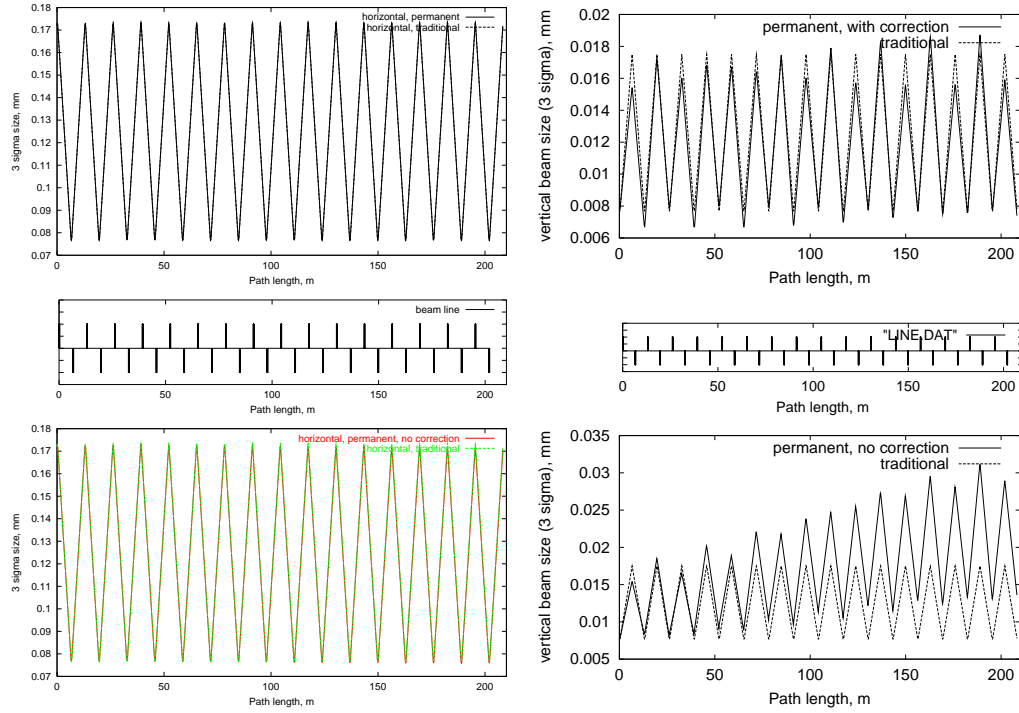 0.18
0.17
0.16
0.15
0.14
0.13
0.12
0.11
0.1
0.09
0.08
0.07
3 sigma size, mm
horizontal, permanent
horizontal, traditional
0 50 100 150 200
Path length, m
0.02
0.018
0.016
0.014
0.012
0.01
0.008
0.006
vertical beam size (3 sigma), mm
permanent, with correction
traditional
0 50 100 150 200
Path length, m
beam line
0 50 100 150 200
Path length, m
"LINE.DAT"
0 50 100 150 200
Path length, m
0.18
0.17
0.16
0.15
0.14
0.13
0.12
0.11
0.1
0.09
0.08
0.07
3 sigma size, mm
horizontal, permanent, no correction
horizontal, traditional
0 50 100 150 200
Path length, m
0.035
0.03
0.025
0.02
0.015
0.01
0.005
vertical beam size (3 sigma), mm
permanent, no correction
traditional
0 50 100 150 200
Path length, m